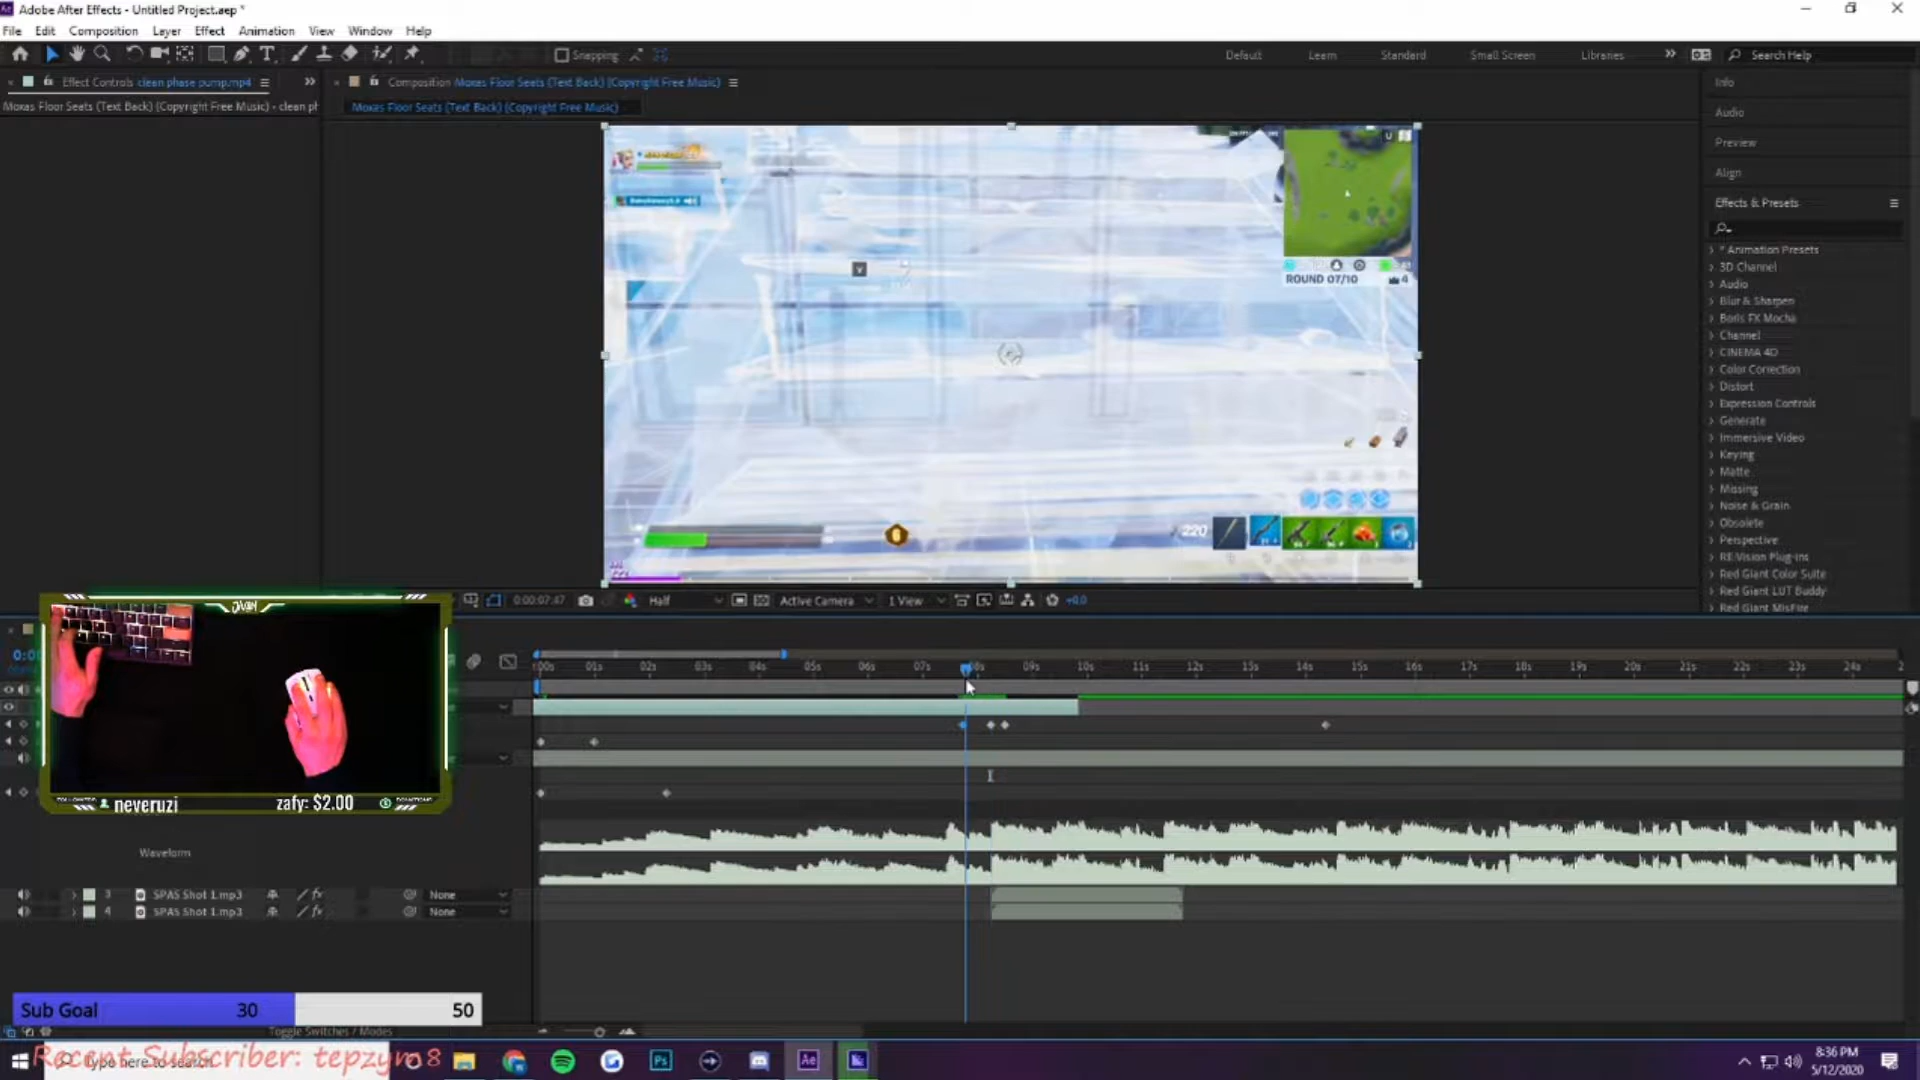 Adobe After Effects - Untitled Project.aep *
File Edit Composition Layer Effect Animation View Window Help
Snapping
Default Learn Standard Small Screen Libraries Search Help
Effect Controls clean phase pump.mp4
Composition Moxas Floor Seats (Text Back) (Copyright Free Music)
Moxas Floor Seats (Text Back) (Copyright Free Music) - clean ph
Moxas Floor Seats (Text Back) (Copyright Free Music)
Info
Audio
Preview
Align
Effects & Presets
* Animation Presets
3D Channel
Audio
Blur & Sharpen
Boris FX Mocha
Channel
CINEMA 4D
Color Correction
Distort
Expression Controls
Generate
Immersive Video
Keying
Matte
Missing
Noise & Grain
Obsolete
Perspective
RE:Vision Plug-ins
Red Giant Color Suite
Red Giant LUT Buddy
Red Giant MisFire
ROUND 07/10
4
220
0:00:07:47 Half Active Camera 1 View +0.0
:00s 01s 02s 03s 04s 05s 06s 07s 08s 09s 10s 11s 12s 13s 14s 15s 16s 17s 18s 19s 20s 21s 22s 23s 24s 2
neveruzi zafy: $2.00
Waveform
3 SPAS Shot 1.mp3 None
4 SPAS Shot 1.mp3 None
Sub Goal 30 50
Toggle Switches / Modes
Recent Subscriber: tepzym8
Type here to search
8:36 PM
5/12/2020